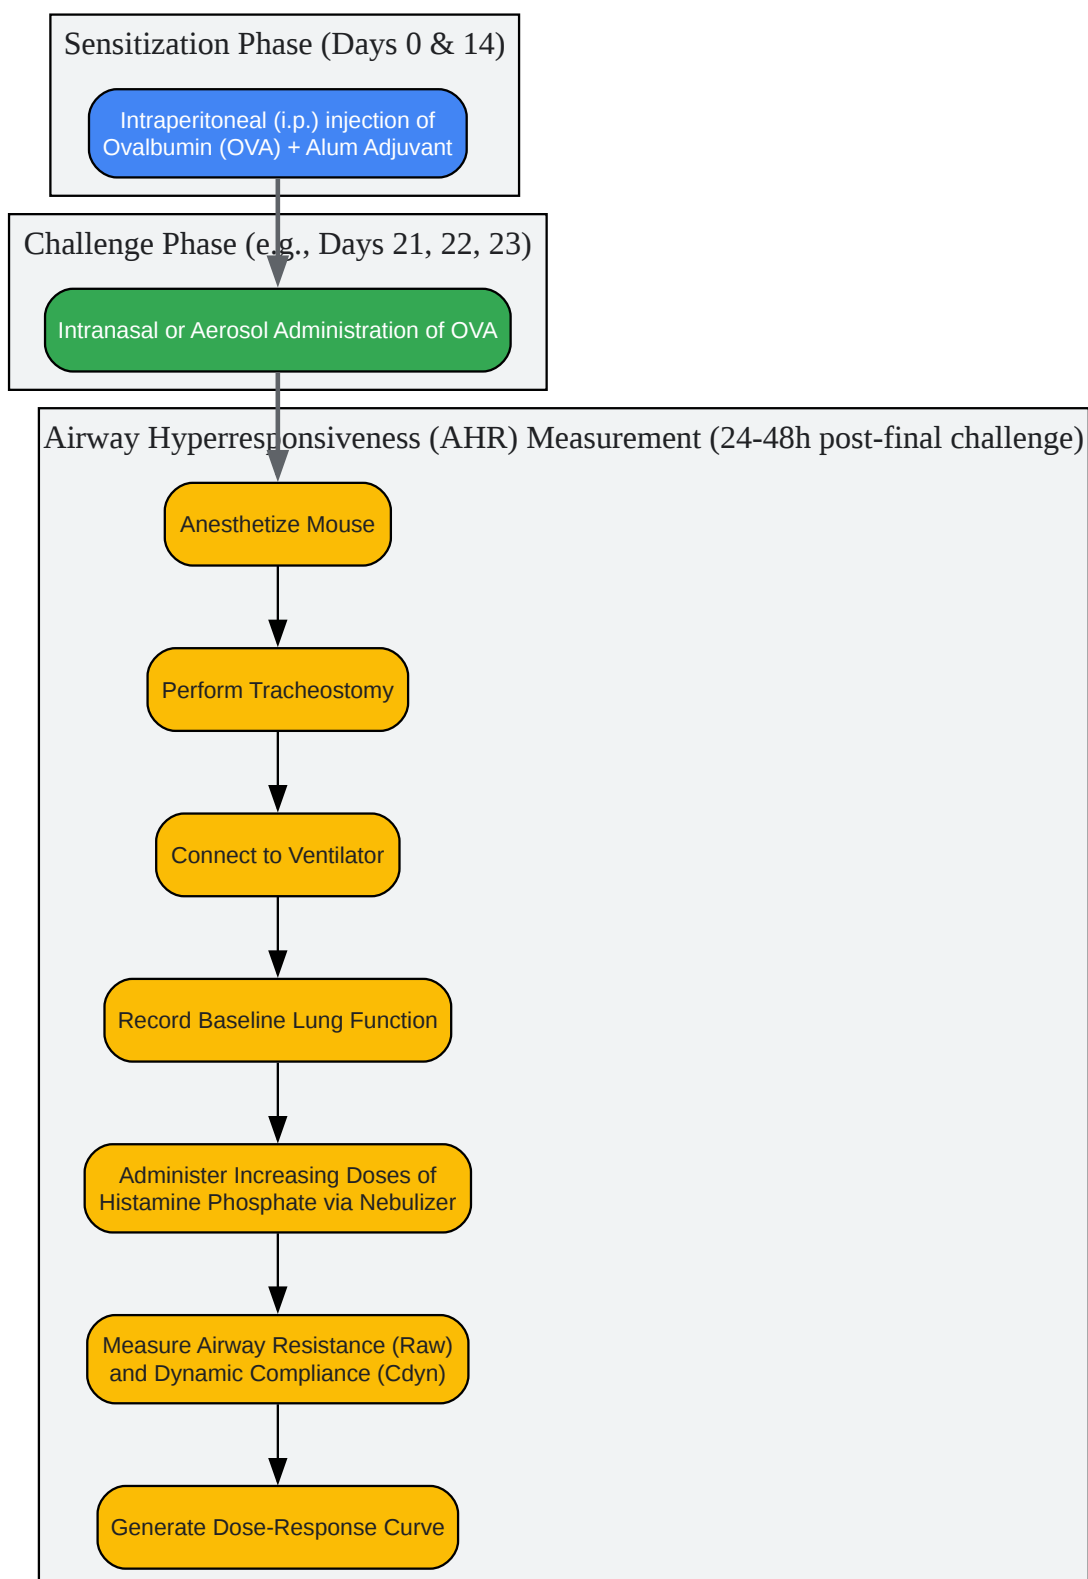 Sensitization Phase (Days 0 & 14)
Intraperitoneal (i.p.) injection of
Ovalbumin (OVA) + Alum Adjuvant
Challenge Phase (e.g., Days 21, 22, 23)
Intranasal or Aerosol Administration of OVA
Airway Hyperresponsiveness (AHR) Measurement (24-48h post-final challenge)
Anesthetize Mouse
Perform Tracheostomy
Connect to Ventilator
Record Baseline Lung Function
Administer Increasing Doses of
Histamine Phosphate via Nebulizer
Measure Airway Resistance (Raw)
and Dynamic Compliance (Cdyn)
Generate Dose-Response Curve